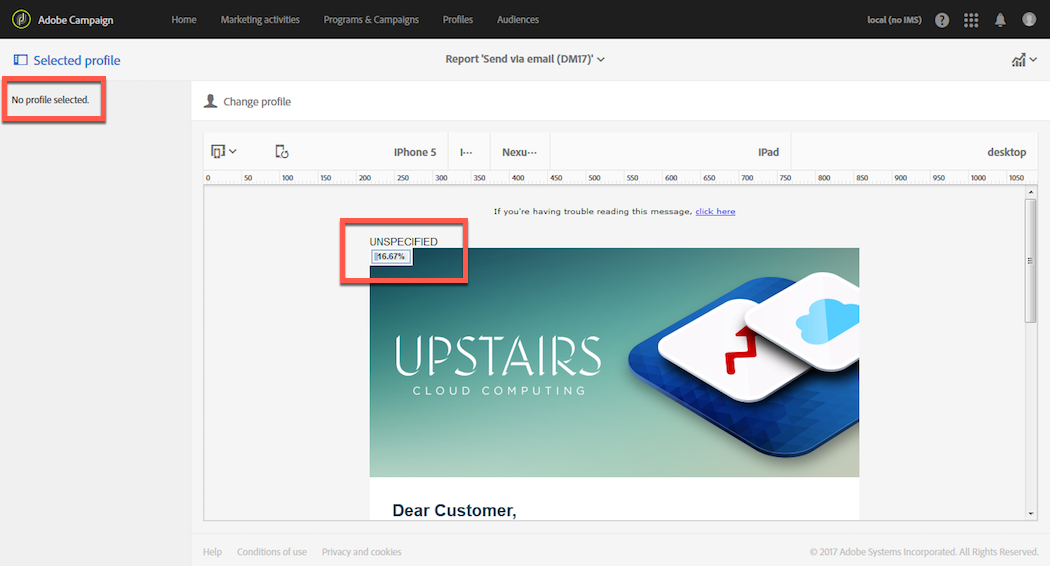 Adobe Campaign Home Marketing activities Programs & Campaigns Profiles Audiences local (no IMS) ?
Selected profile Report 'Send via email (DM17)'
No profile selected.
Change profile
IPhone 5 I··· Nexu··· IPad desktop
0 50 100 150 200 250 300 350 400 450 500 550 600 650 700 750 800 850 900 950 1000 1050
If you're having trouble reading this message, click here
UNSPECIFIED
16.67%
UPSTAIRS
CLOUD COMPUTING
Dear Customer,
Help Conditions of use Privacy and cookies © 2017 Adobe Systems Incorporated. All Rights Reserved.